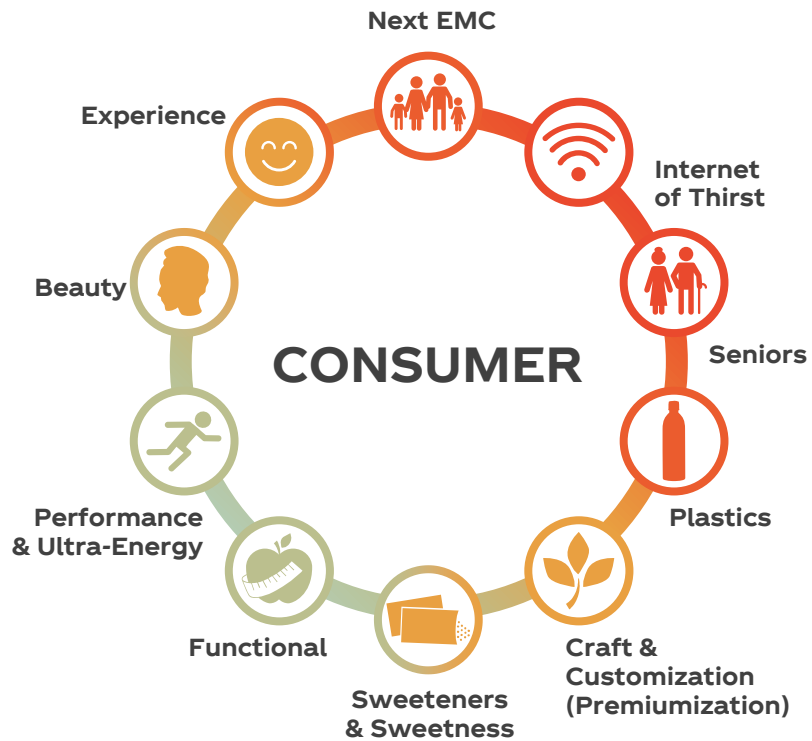 Next EMC
Experience
Internet
of Thirst
Beauty
Seniors
CONSUMER
Performance
& Ultra-Energy
Plastics
Functional
Craft &
Customization
(Premiumization)
Sweeteners
& Sweetness